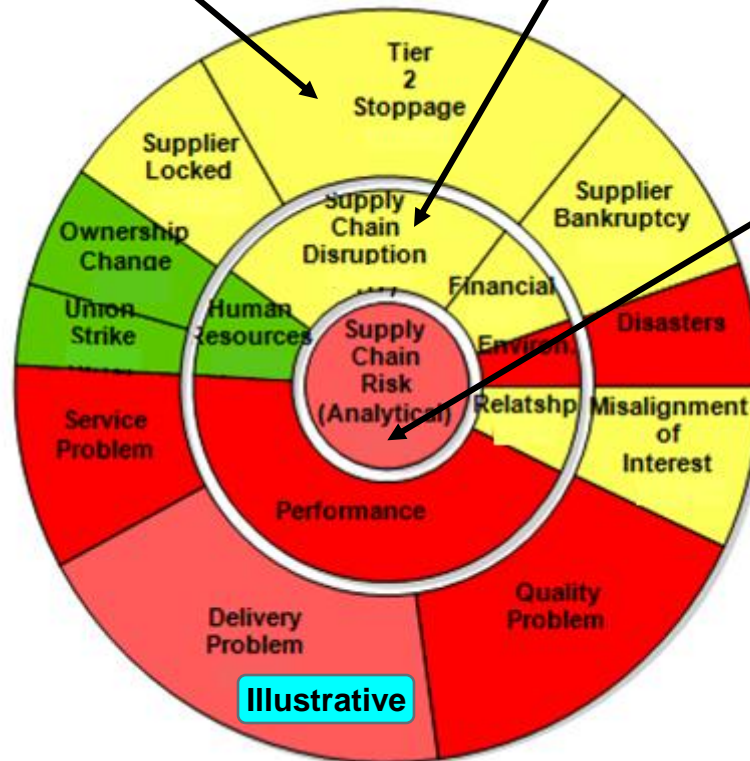 Tier
2
Stoppage
Supplier
Locked
Supplier
Bankruptcy
Supply
Chain
Disruption
Ownership
Change
Financial
Union
Strike
Human
Resources
Disasters
Environ.
Supply
Chain
Risk
(Analytical)
Relatshp
Misalignment
of
Interest
Service
Problem
Performance
Quality
Problem
Delivery
Problem
Illustrative